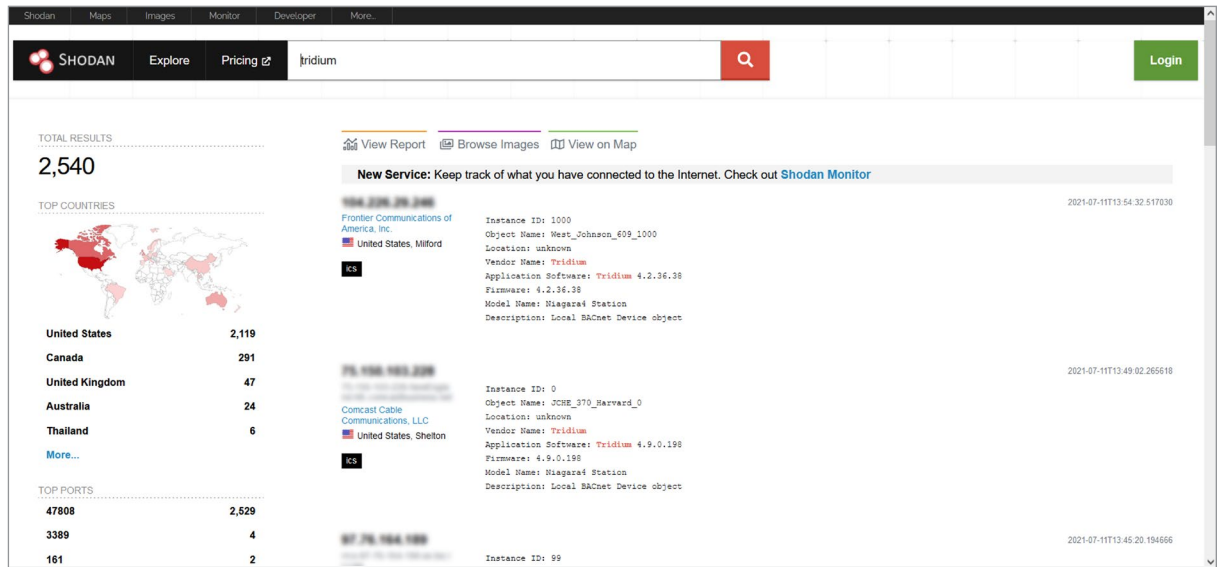 Shodan Maps Images Monitor Developer More...
SHODAN Explore Pricing tridium Login
TOTAL RESULTS
2,540
TOP COUNTRIES
United States 2,119
Canada 291
United Kingdom 47
Australia 24
Thailand 6
More...
TOP PORTS
47808 2,529
3389 4
161 2
View Report Browse Images View on Map
New Service: Keep track of what you have connected to the Internet. Check out Shodan Monitor
2021-07-11T13:54:32.517030
Frontier Communications of
America, Inc.
United States, Milford
ics
Instance ID: 1000
Object Name: West_Johnson_609_1000
Location: unknown
Vendor Name: Tridium
Application Software: Tridium 4.2.36.38
Firmware: 4.2.36.38
Model Name: Niagara4 Station
Description: Local BACnet Device object
2021-07-11T13:49:02.265618
Comcast Cable
Communications, LLC
United States, Shelton
ics
Instance ID: 0
Object Name: JCHE_370_Harvard_0
Location: unknown
Vendor Name: Tridium
Application Software: Tridium 4.9.0.198
Firmware: 4.9.0.198
Model Name: Niagara4 Station
Description: Local BACnet Device object
2021-07-11T13:45:20.194666
Instance ID: 99